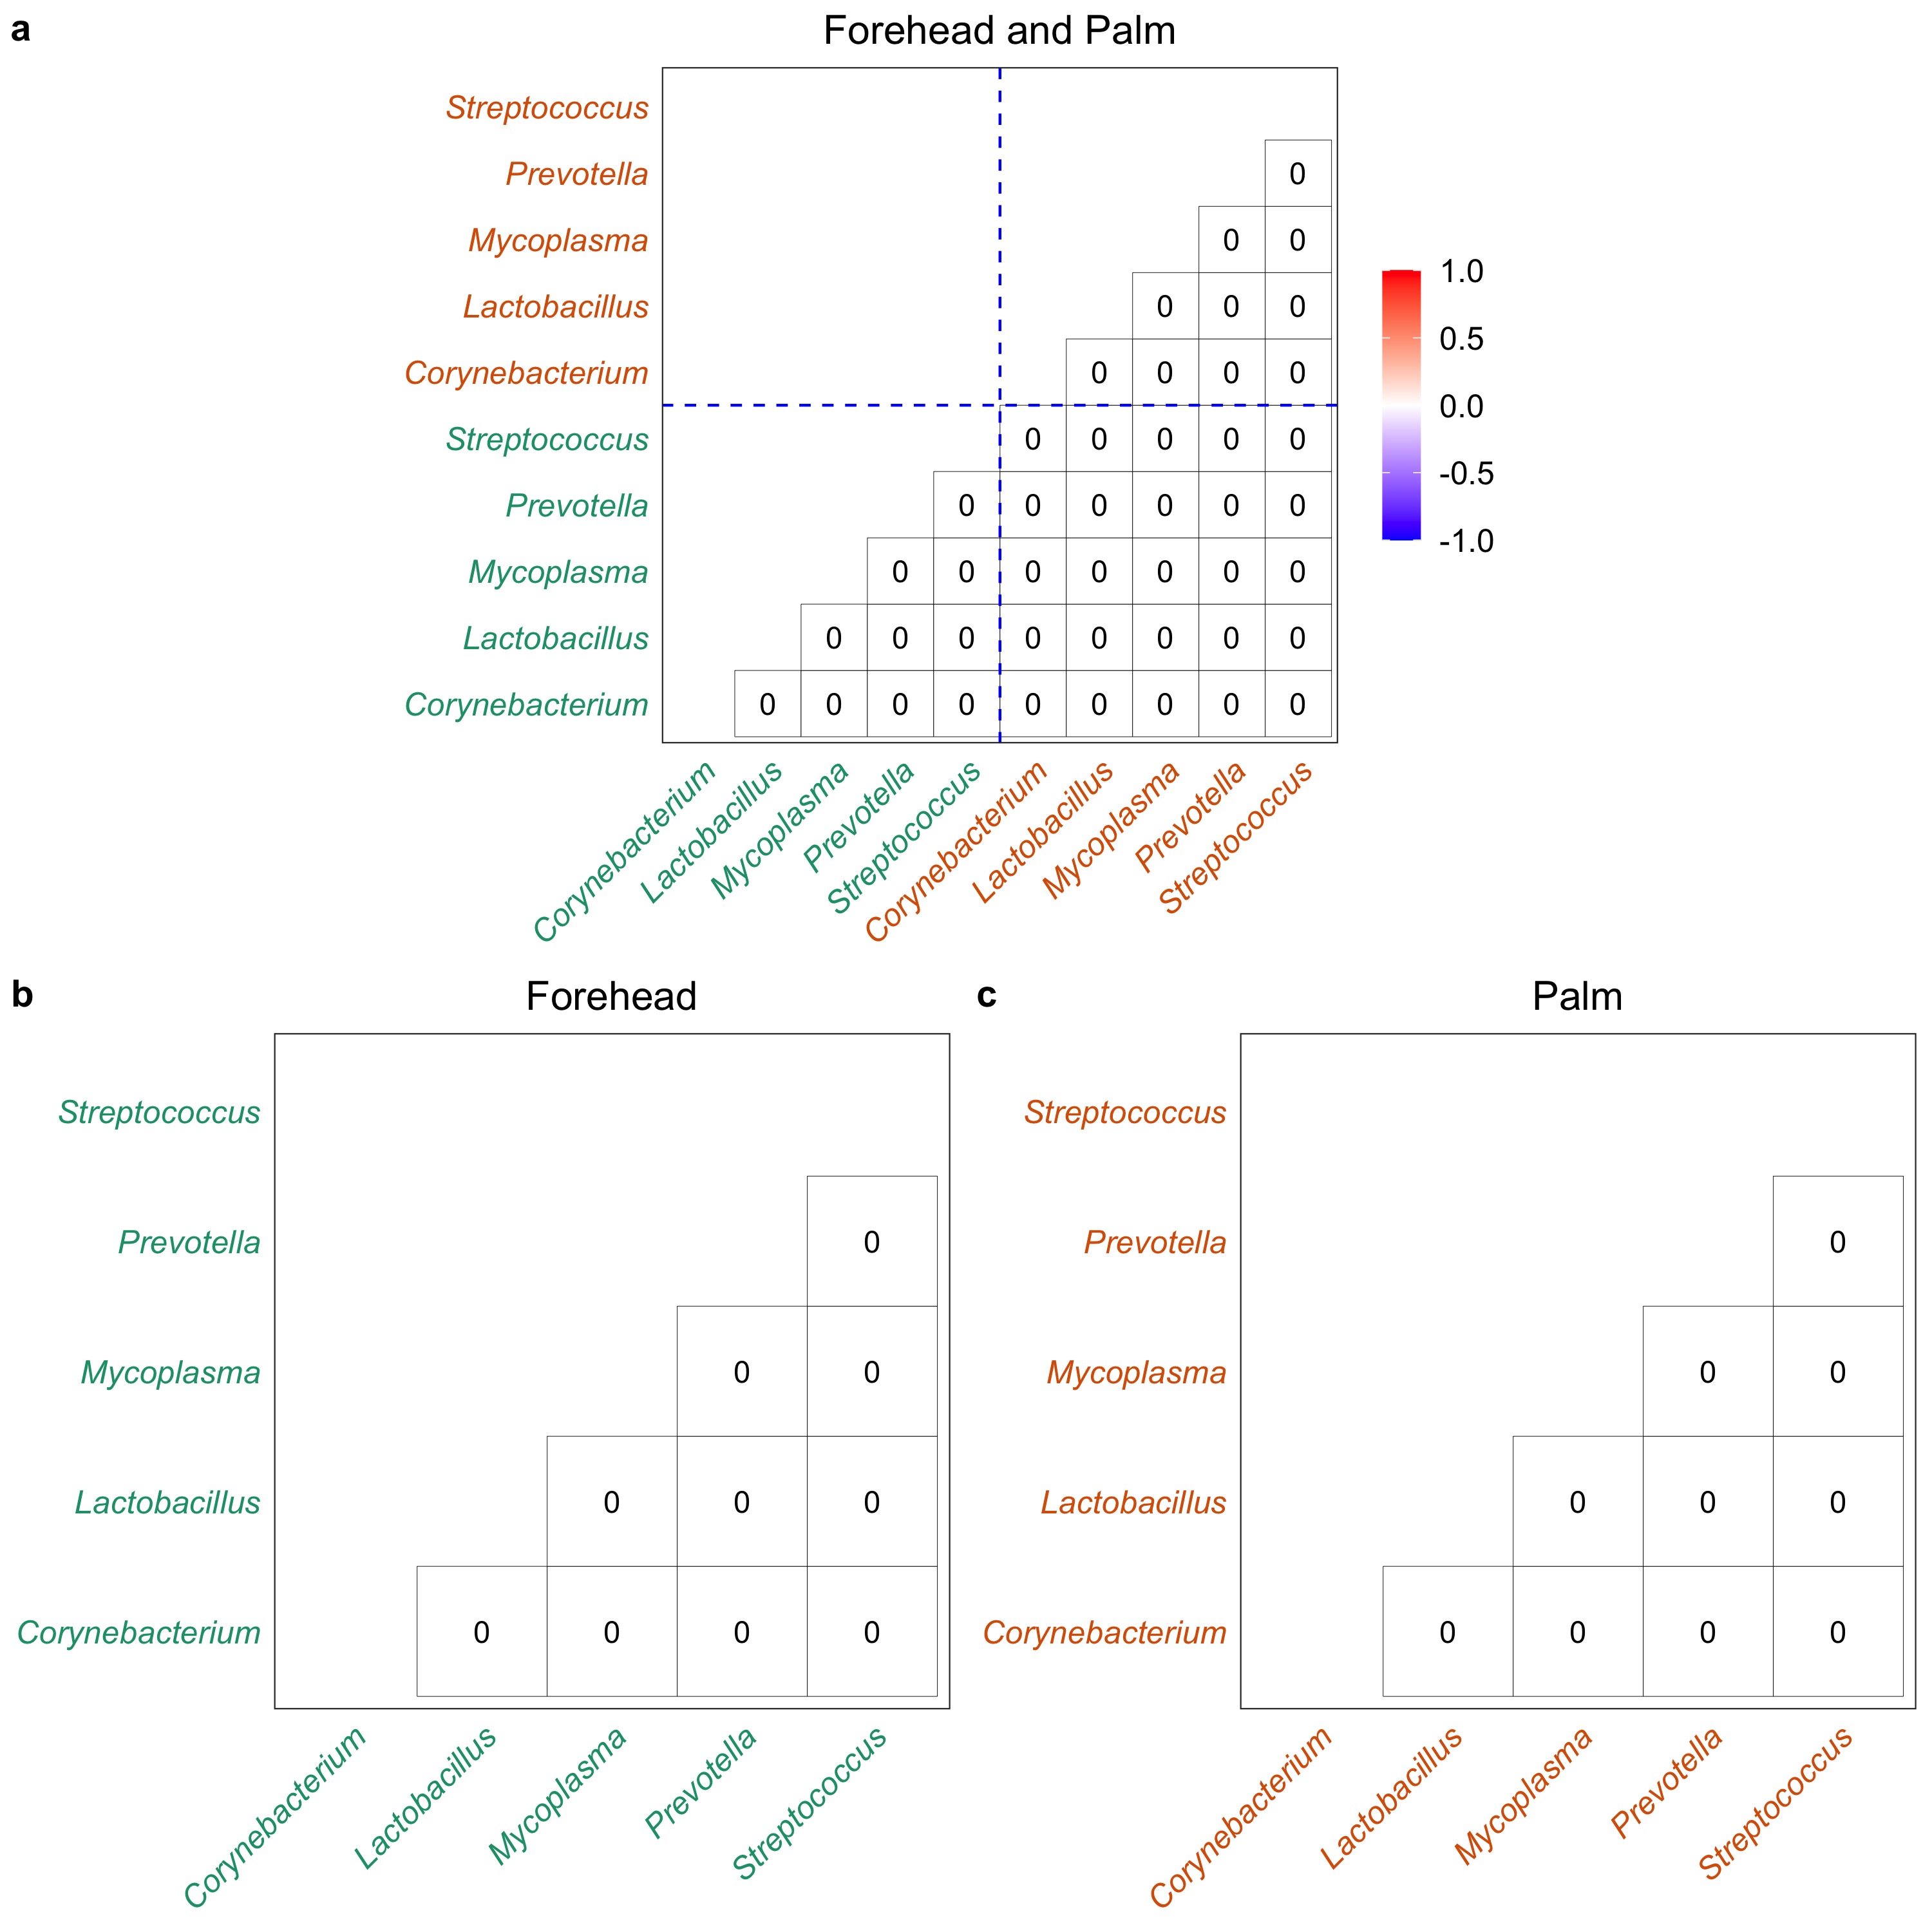 a
Forehead and Palm
Streptococcus
Prevotella 0
Mycoplasma 0 0
Lactobacillus 0 0 0
Corynebacterium 0 0 0 0
Streptococcus 0 0 0 0 0
Prevotella 0 0 0 0 0 0
Mycoplasma 0 0 0 0 0 0 0
Lactobacillus 0 0 0 0 0 0 0 0
Corynebacterium 0 0 0 0 0 0 0 0 0
Corynebacterium
Lactobacillus
Mycoplasma
Prevotella
Streptococcus
Corynebacterium
Lactobacillus
Mycoplasma
Prevotella
Streptococcus
1.0
0.5
0.0
-0.5
-1.0
b
Forehead
Streptococcus
Prevotella 0
Mycoplasma 0 0
Lactobacillus 0 0 0
Corynebacterium 0 0 0 0
Corynebacterium
Lactobacillus
Mycoplasma
Prevotella
Streptococcus
c
Palm
Streptococcus
Prevotella 0
Mycoplasma 0 0
Lactobacillus 0 0 0
Corynebacterium 0 0 0 0
Corynebacterium
Lactobacillus
Mycoplasma
Prevotella
Streptococcus